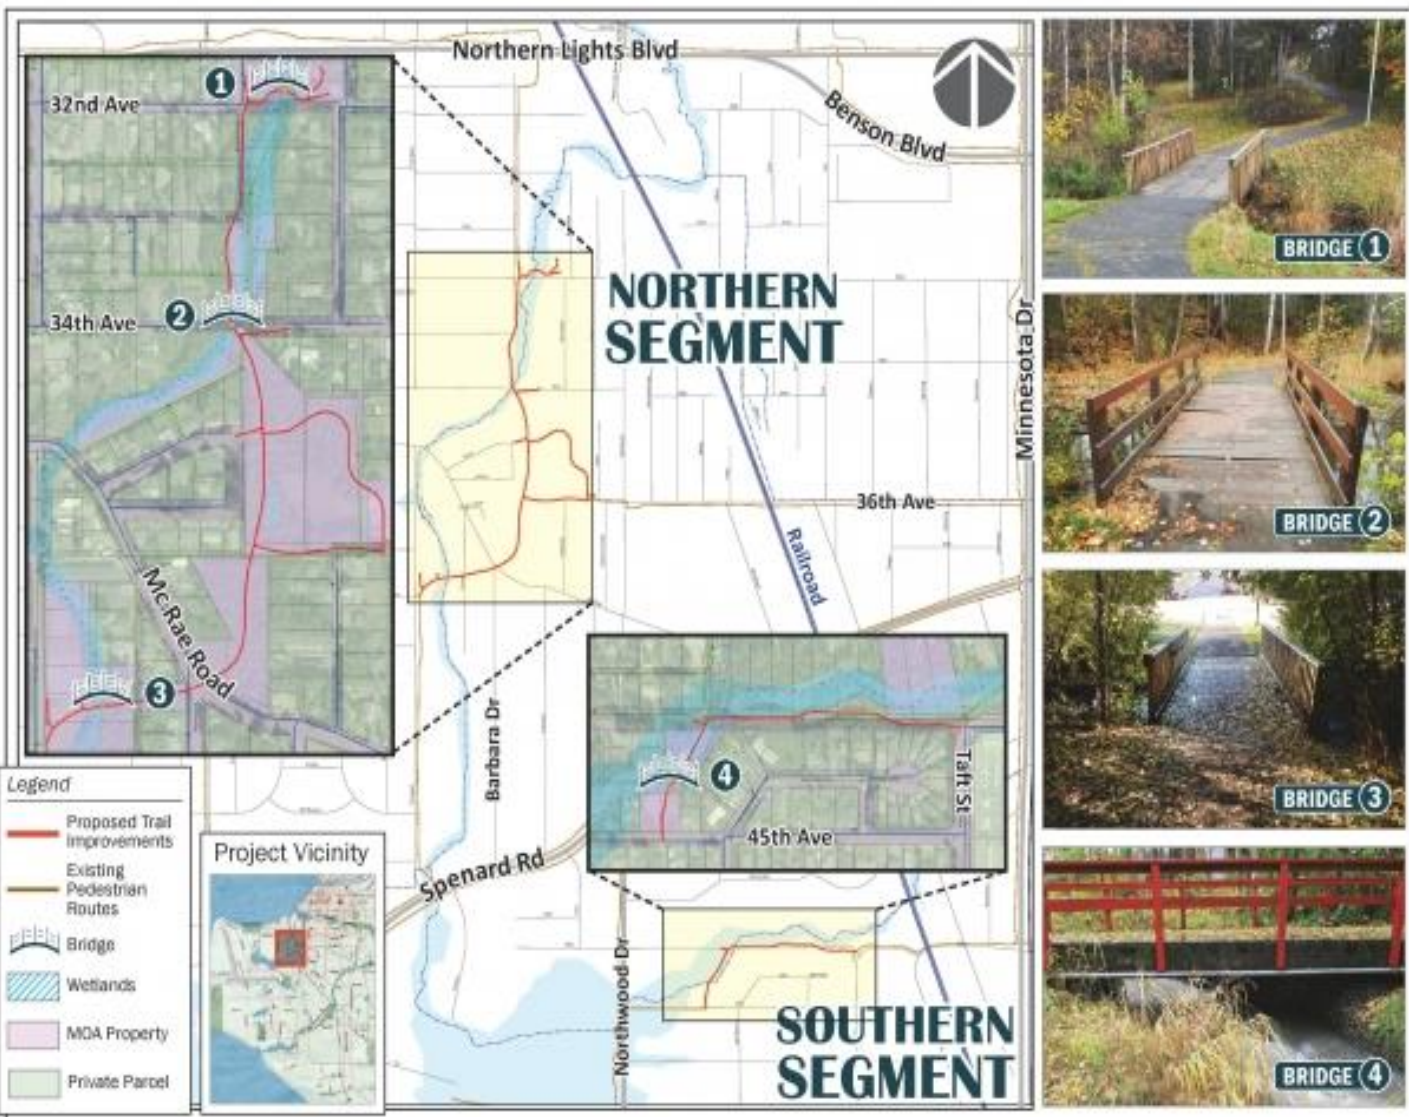 Northern Lights Blvd
Benson Blvd
1
32nd Ave
2
34th Ave
Mc Rae Road
3
NORTHERN
SEGMENT
Minnesota Dr
36th Ave
Railroad
Barbara Dr
4
Taft St
45th Ave
Spenard Rd
Northwood Dr
SOUTHERN
SEGMENT
Legend
Proposed Trail
Improvements
Existing
Pedestrian
Routes
Bridge
Wetlands
MOA Property
Private Parcel
Project Vicinity
BRIDGE 1
BRIDGE 2
BRIDGE 3
BRIDGE 4